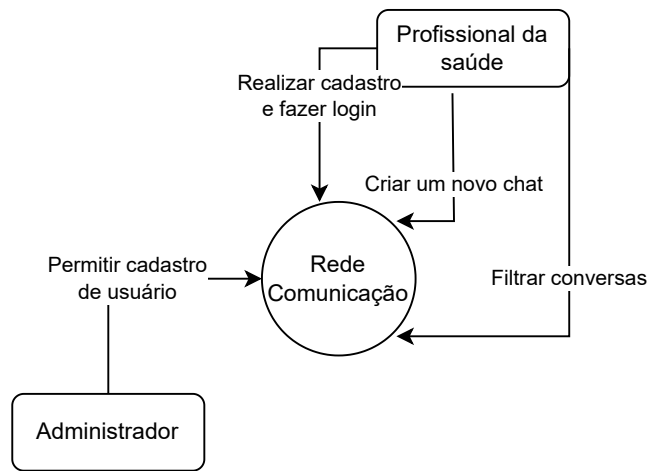 Profissional da
saúde
Realizar cadastro
e fazer login
Criar um novo chat
Rede
Comunicação
Permitir cadastro
de usuário
Filtrar conversas
Administrador